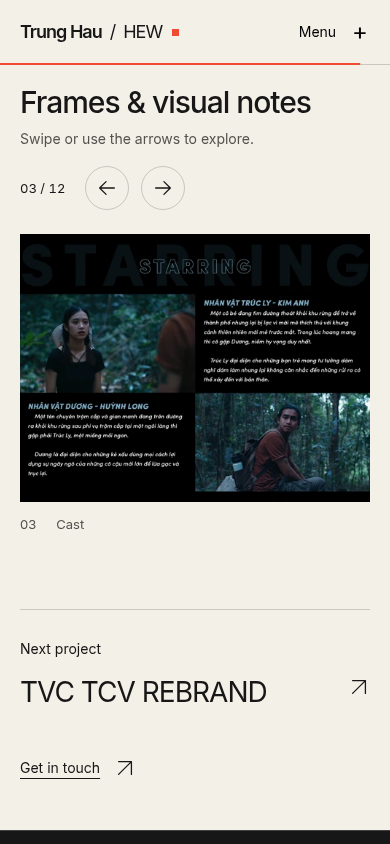 Trung Hau / HEW
Menu +
Frames & visual notes
Swipe or use the arrows to explore.
03 / 12
STARRING
STARRING
NHÂN VẬT TRÚC LY - KIM ANH
Một cô bé đang tìm đường thoát khỏi khu rừng để trở về
thành phố nhưng lại bị lạc vì mải mê thích thú với khung
cảnh thiên nhiên mới mẻ trước mắt. Trong lúc hoang mang
thì cô gặp Dương, niềm hy vọng duy nhất.
Trúc Ly đại diện cho những bạn trẻ mang tư tưởng dám
nghĩ dám làm nhưng lại không cân nhắc đến những rủi ro có
thể xảy đến với bản thân.
NHÂN VẬT DƯƠNG - HUỲNH LONG
Một tên chuyên trộm cắp và gian manh đang trốn đường
ra khỏi khu rừng sau phi vụ trộm cắp tại một ngôi làng thì
gặp phải Trúc Ly, một miếng mồi ngon.
Dương là đại diện cho những kẻ xấu dùng mọi cách lợi
dụng sự ngây ngô của những cô cậu mới lớn để lừa gạt và
trục lợi.
03 Cast
Next project
TVC TCV REBRAND
Get in touch